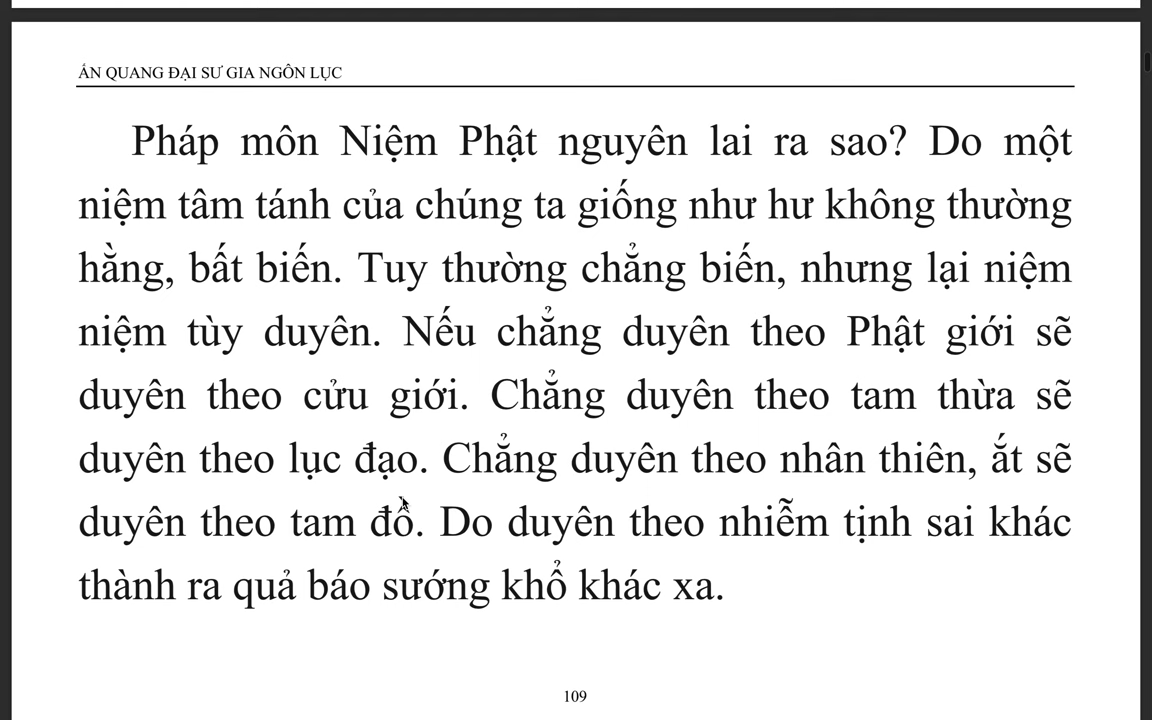 ẤN QUANG ĐẠI SƯ GIA NGÔN LỤC
Pháp môn Niệm Phật nguyên lai ra sao? Do một
niệm tâm tánh của chúng ta giống như hư không thường
hằng, bất biến. Tuy thường chẳng biến, nhưng lại niệm
niệm tùy duyên. Nếu chẳng duyên theo Phật giới sẽ
duyên theo cửu giới. Chẳng duyên theo tam thừa sẽ
duyên theo lục đạo. Chẳng duyên theo nhân thiên, ắt sẽ
duyên theo tam đồ. Do duyên theo nhiễm tịnh sai khác
thành ra quả báo sướng khổ khác xa.
109